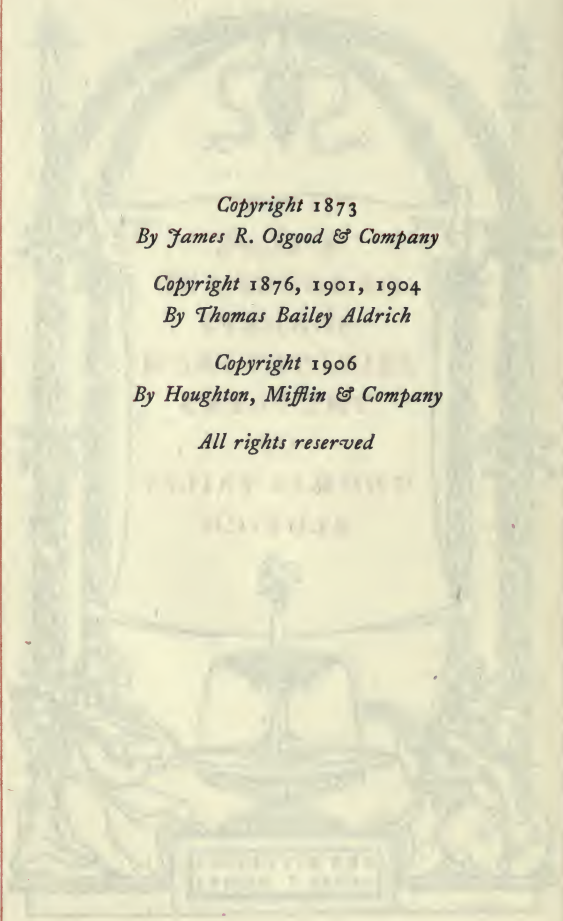 Copyright 1873
By James R. Osgood & Company
Copyright 1876, 1901, 1904
By Thomas Bailey Aldrich
Copyright 1906
By Houghton, Mifflin & Company
All rights reserved